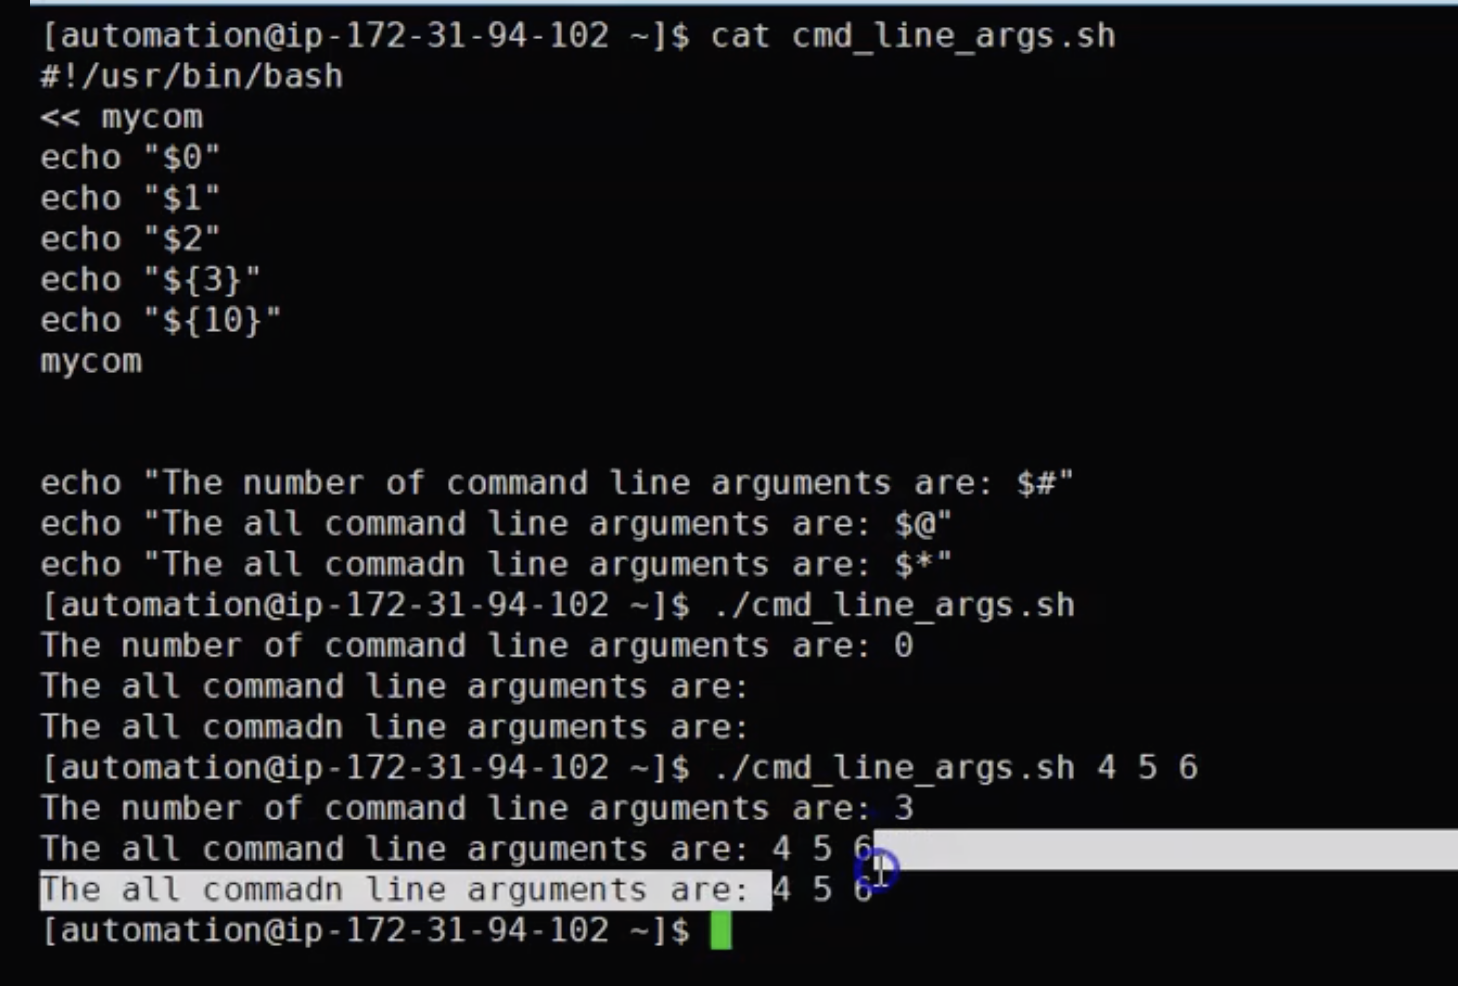 [automation@ip-172-31-94-102 ~]$ cat cmd_line_args.sh
#!/usr/bin/bash
<< mycom
echo "$0"
echo "$1"
echo "$2"
echo "${3}"
echo "${10}"
mycom
echo "The number of command line arguments are: $#"
echo "The all command line arguments are: $@"
echo "The all commadn line arguments are: $*"
[automation@ip-172-31-94-102 ~]$ ./cmd_line_args.sh
The number of command line arguments are: 0
The all command line arguments are:
The all commadn line arguments are:
[automation@ip-172-31-94-102 ~]$ ./cmd_line_args.sh 4 5 6
The number of command line arguments are: 3
The all command line arguments are: 4 5 6
The all commadn line arguments are: 4 5 6
[automation@ip-172-31-94-102 ~]$